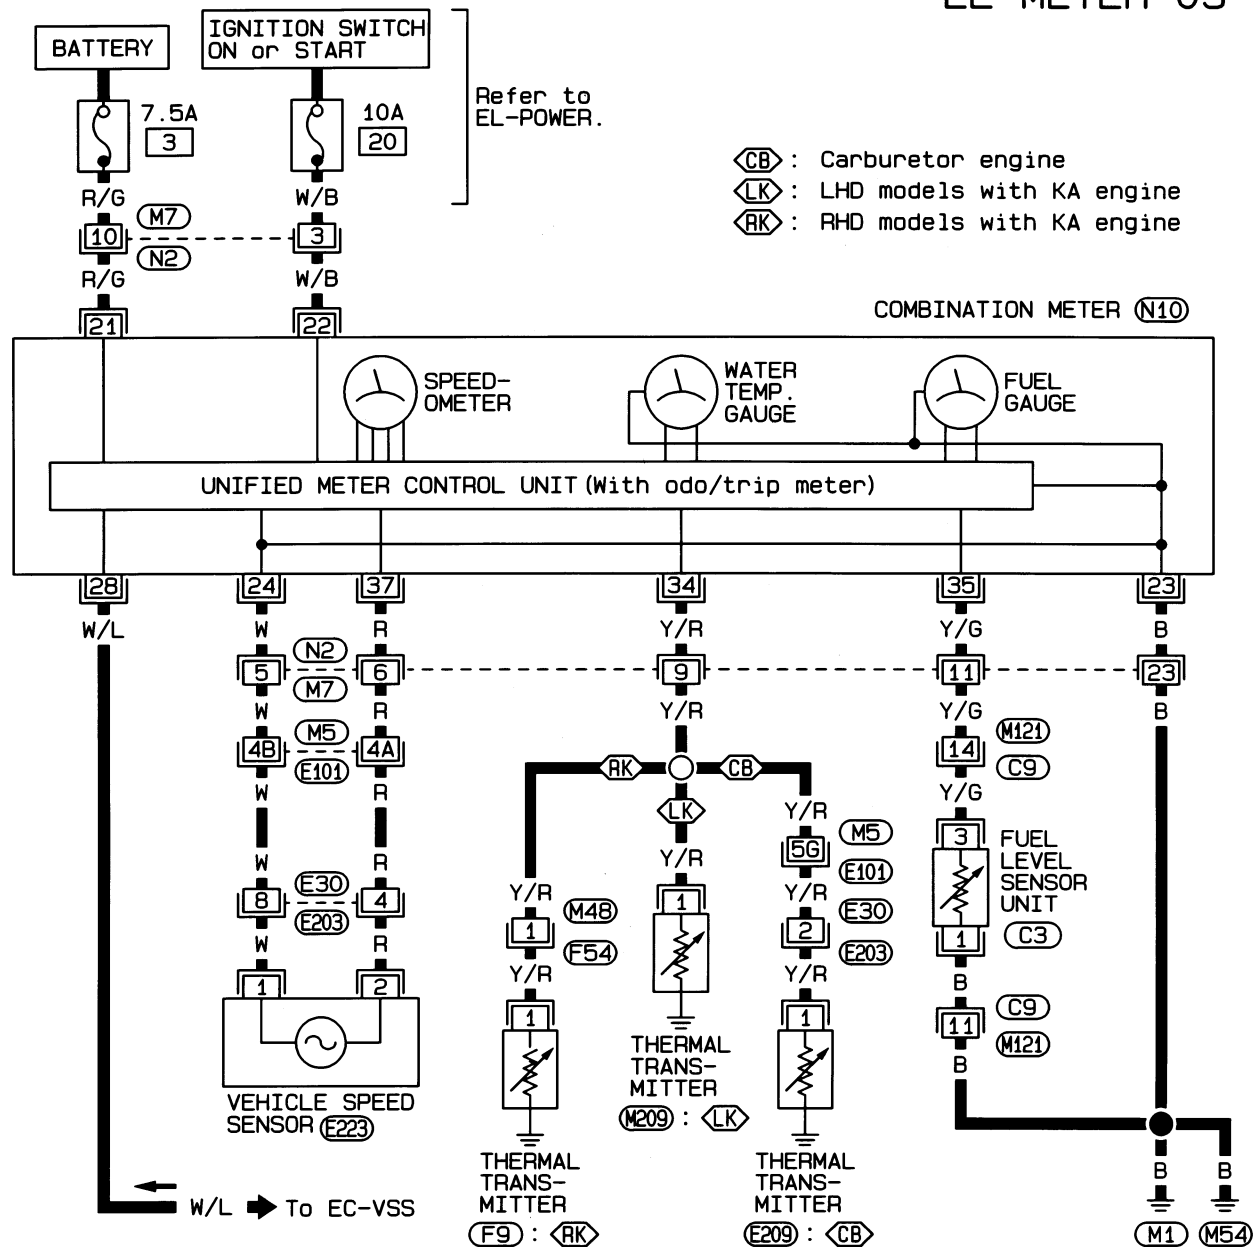 BATTERY
IGNITION SWITCH
ON or START
7.5A
3
10A
20
Refer to
EL-POWER.
CB : Carburetor engine
LK : LHD models with KA engine
RK : RHD models with KA engine
R/G
W/B
M7
10
3
N2
R/G
W/B
21
22
COMBINATION METER N10
SPEED-
OMETER
WATER
TEMP.
GAUGE
FUEL
GAUGE
UNIFIED METER CONTROL UNIT (With odo/trip meter)
28
24
37
34
35
23
W/L
W
R
Y/R
Y/G
B
N2
5
6
9
11
23
M7
W
R
Y/R
Y/G
B
M5
4B
4A
E101
M121
14
C9
RK
CB
LK
W
R
Y/G
Y/R
M5
5G
E101
3
FUEL
LEVEL
SENSOR
UNIT
1
C3
W
R
Y/R
Y/R
Y/R
E30
8
4
E203
M48
1
F54
1
E30
2
E203
W
R
Y/R
Y/R
B
1
2
1
1
C9
11
M121
B
THERMAL
TRANS-
MITTER
M209 : LK
VEHICLE SPEED
SENSOR E223
THERMAL
TRANS-
MITTER
F9 : RK
THERMAL
TRANS-
MITTER
E209 : CB
W/L To EC-VSS
B
B
M1
M54